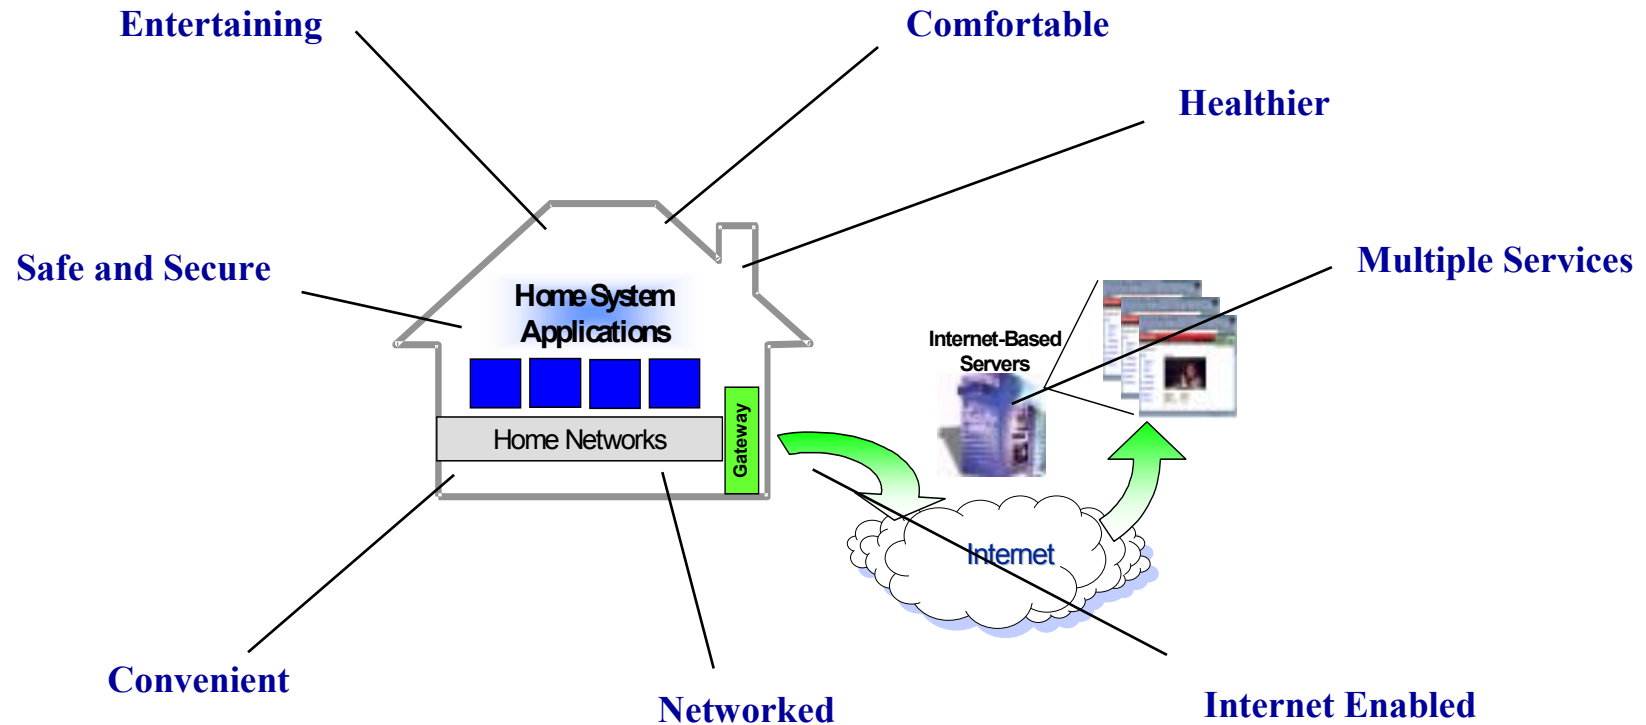 Entertaining
Comfortable
Healthier
Safe and Secure
Multiple Services
Home System
Applications
Internet-Based
Servers
Home Networks
Gateway
Internet
Convenient
Networked
Internet Enabled